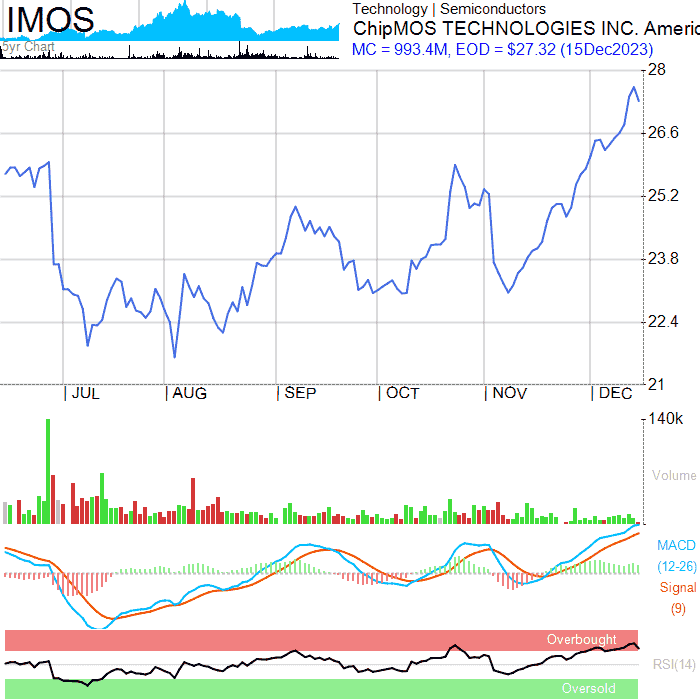 IMOS
5yr Chart
Technology | Semiconductors
ChipMOS TECHNOLOGIES INC. Americ
MC = 993.4M, EOD = $27.32 (15Dec2023)
28
26.6
25.2
23.8
22.4
21
| JUL | AUG | SEP | OCT | NOV | DEC
140k
Volume
MACD
(12-26)
Signal
(9)
Overbought
RSI(14)
Oversold